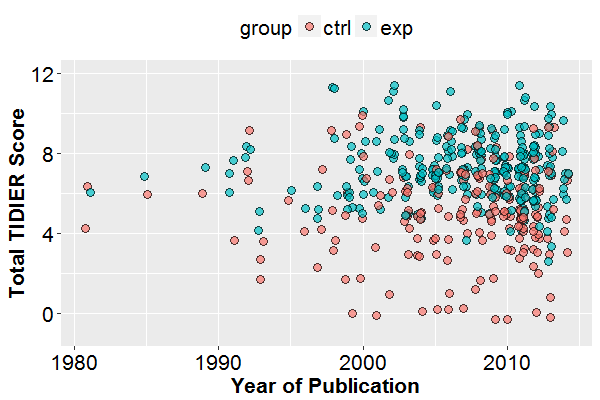 group ctrl exp
12
8
4
0
Total TIDIER Score
1980 1990 2000 2010
Year of Publication